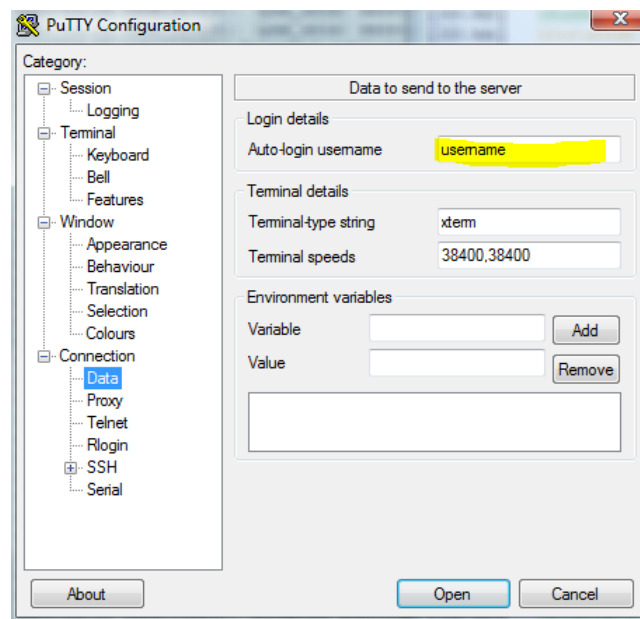 PuTTY Configuration
Category:
Session
Logging
Terminal
Keyboard
Bell
Features
Window
Appearance
Behaviour
Translation
Selection
Colours
Connection
Data
Proxy
Telnet
Rlogin
SSH
Serial
Data to send to the server
Login details
Auto-login username username
Terminal details
Terminal-type string xterm
Terminal speeds 38400,38400
Environment variables
Variable Add
Value Remove
About Open Cancel